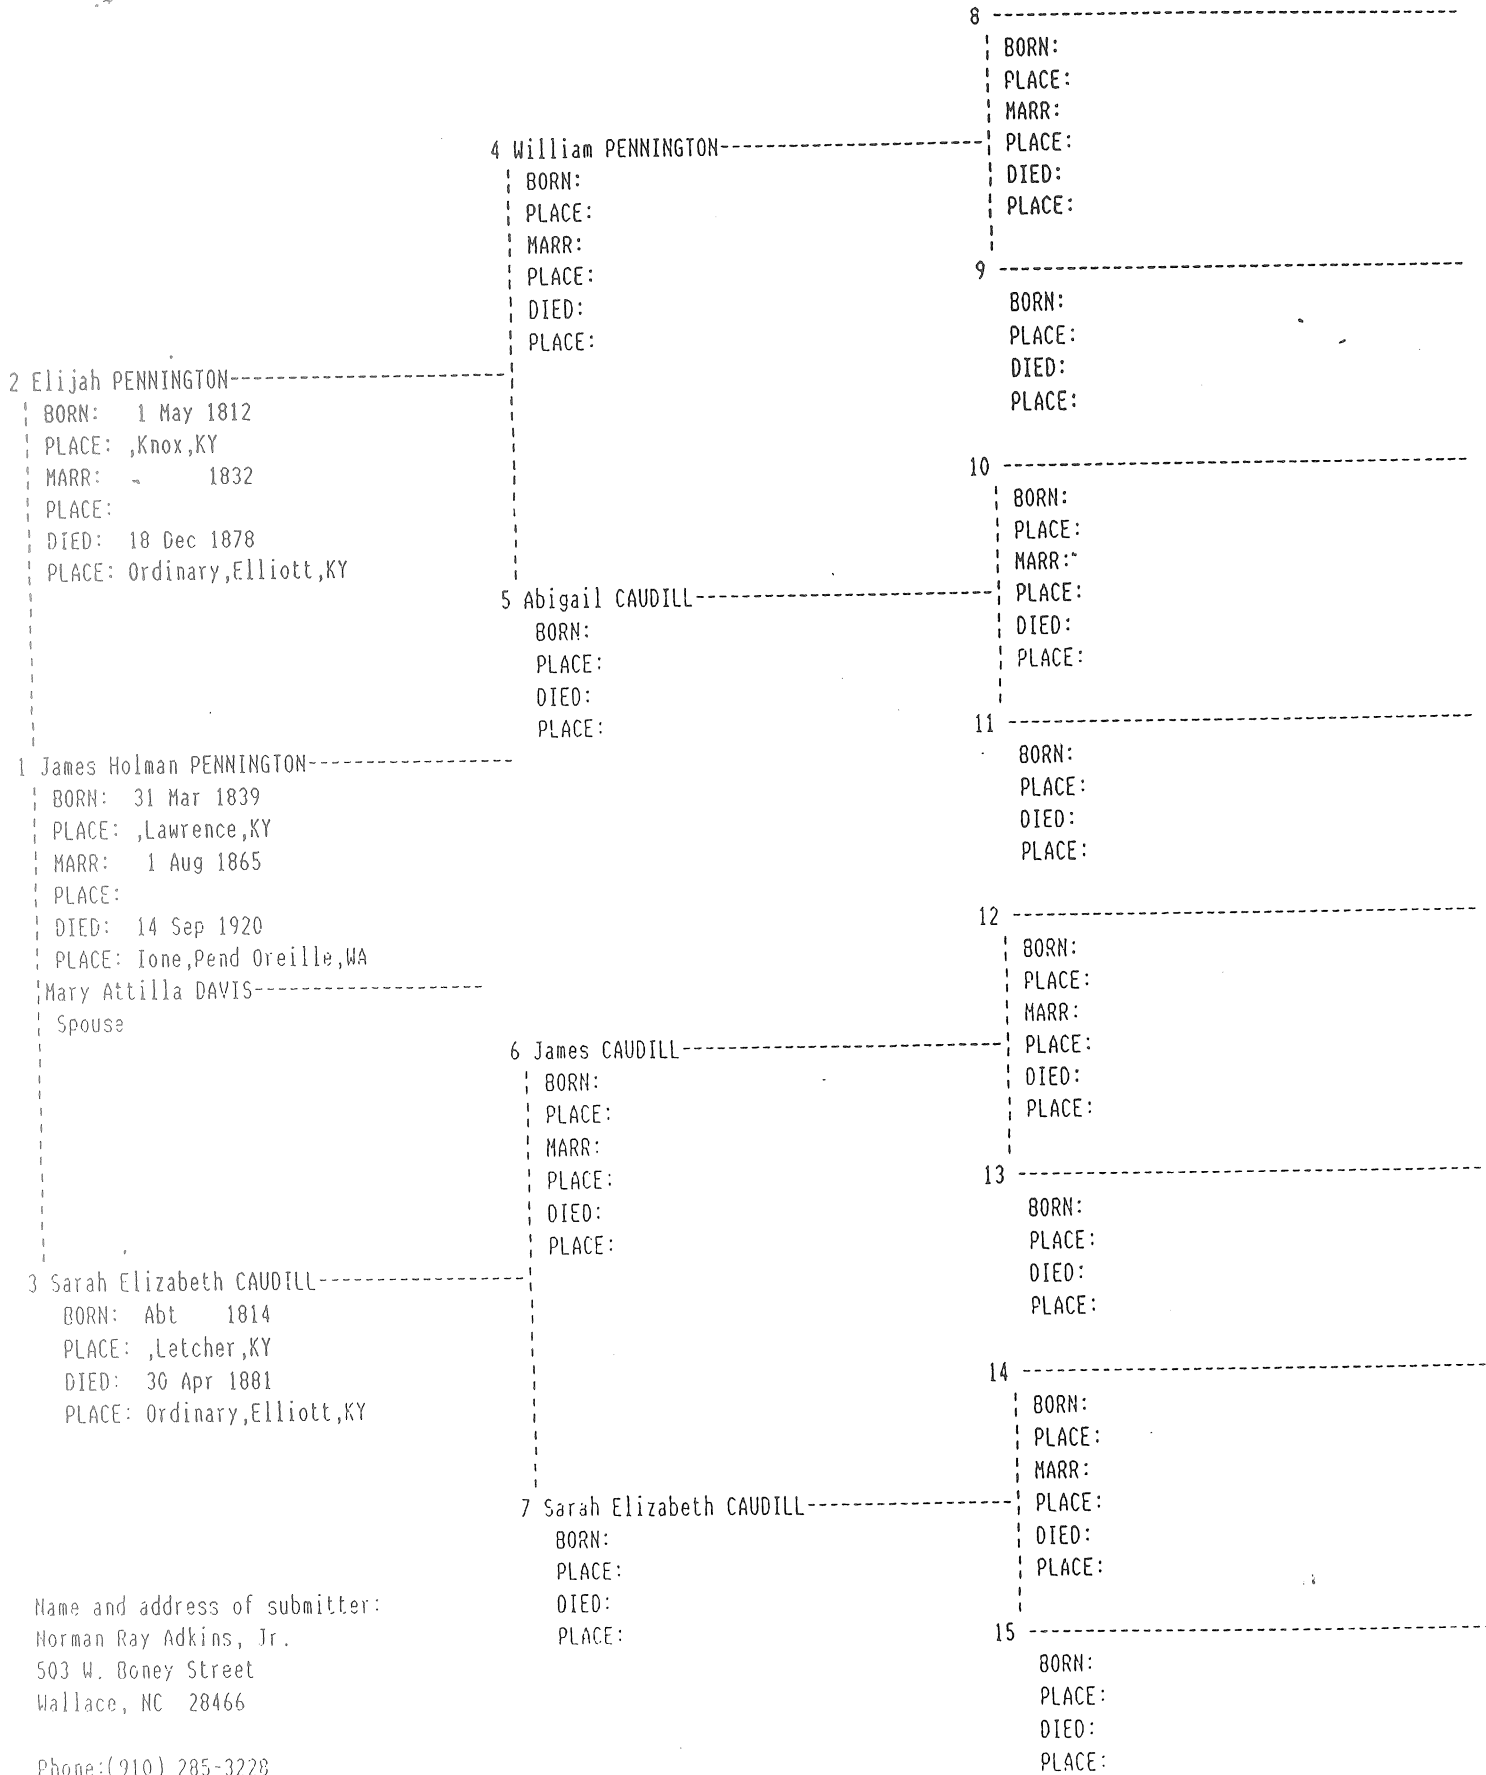 8 ----------------------------------------
BORN:
PLACE:
MARR:
PLACE:
DIED:
PLACE:
4 William PENNINGTON-----------------------
BORN:
PLACE:
MARR:
PLACE:
DIED:
PLACE:
9 ----------------------------------------
BORN:
PLACE:
DIED:
PLACE:
2 Elijah PENNINGTON------------------------
BORN: 1 May 1812
PLACE: ,Knox,KY
MARR: 1832
PLACE:
DIED: 18 Dec 1878
PLACE: Ordinary,Elliott,KY
10 ----------------------------------------
BORN:
PLACE:
MARR:
PLACE:
DIED:
PLACE:
5 Abigail CAUDILL--------------------------
BORN:
PLACE:
DIED:
PLACE:
11 ----------------------------------------
BORN:
PLACE:
DIED:
PLACE:
1 James Holman PENNINGTON------------------
BORN: 31 Mar 1839
PLACE: ,Lawrence,KY
MARR: 1 Aug 1865
PLACE:
DIED: 14 Sep 1920
PLACE: Ione,Pend Oreille,WA
Mary Attilla DAVIS--------------------
Spouse
12 ----------------------------------------
BORN:
PLACE:
MARR:
PLACE:
DIED:
PLACE:
6 James CAUDILL----------------------------
BORN:
PLACE:
MARR:
PLACE:
DIED:
PLACE:
13 ----------------------------------------
BORN:
PLACE:
DIED:
PLACE:
3 Sarah Elizabeth CAUDILL------------------
BORN: Abt 1814
PLACE: ,Letcher,KY
DIED: 30 Apr 1881
PLACE: Ordinary,Elliott,KY
14 ----------------------------------------
BORN:
PLACE:
MARR:
PLACE:
DIED:
PLACE:
7 Sarah Elizabeth CAUDILL------------------
BORN:
PLACE:
DIED:
PLACE:
15 ----------------------------------------
BORN:
PLACE:
DIED:
PLACE:
Name and address of submitter:
Norman Ray Adkins, Jr.
503 W. Boney Street
Wallace, NC 28466
Phone:(910) 285-3228